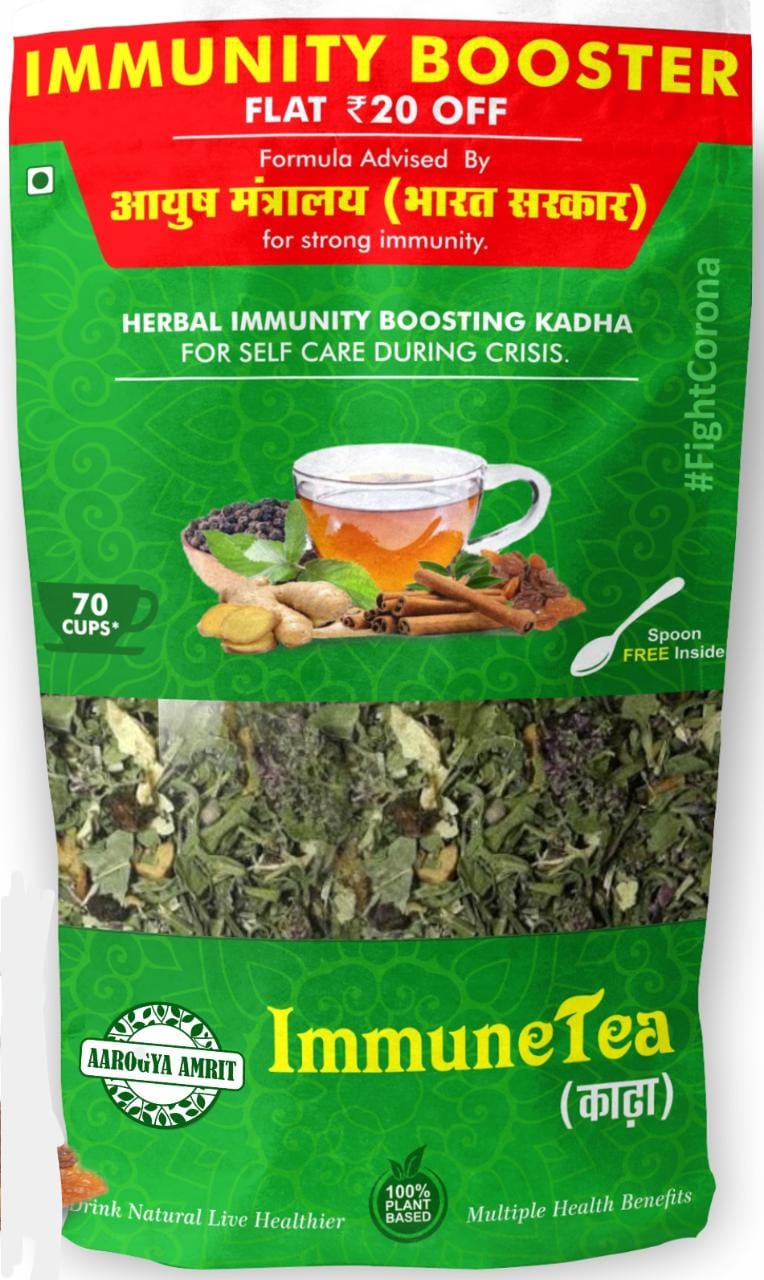 IMMUNITY BOOSTER
FLAT ₹20 OFF
Formula Advised By
आयुष मंत्रालय (भारत सरकार)
for strong immunity.
#FightCorona
HERBAL IMMUNITY BOOSTING KADHA
FOR SELF CARE DURING CRISIS.
70
CUPS*
Spoon
FREE Inside
AAROGYA AMRIT
ImmuneTea
(काढ़ा)
Drink Natural Live Healthier
100%
PLANT
BASED
Multiple Health Benefits